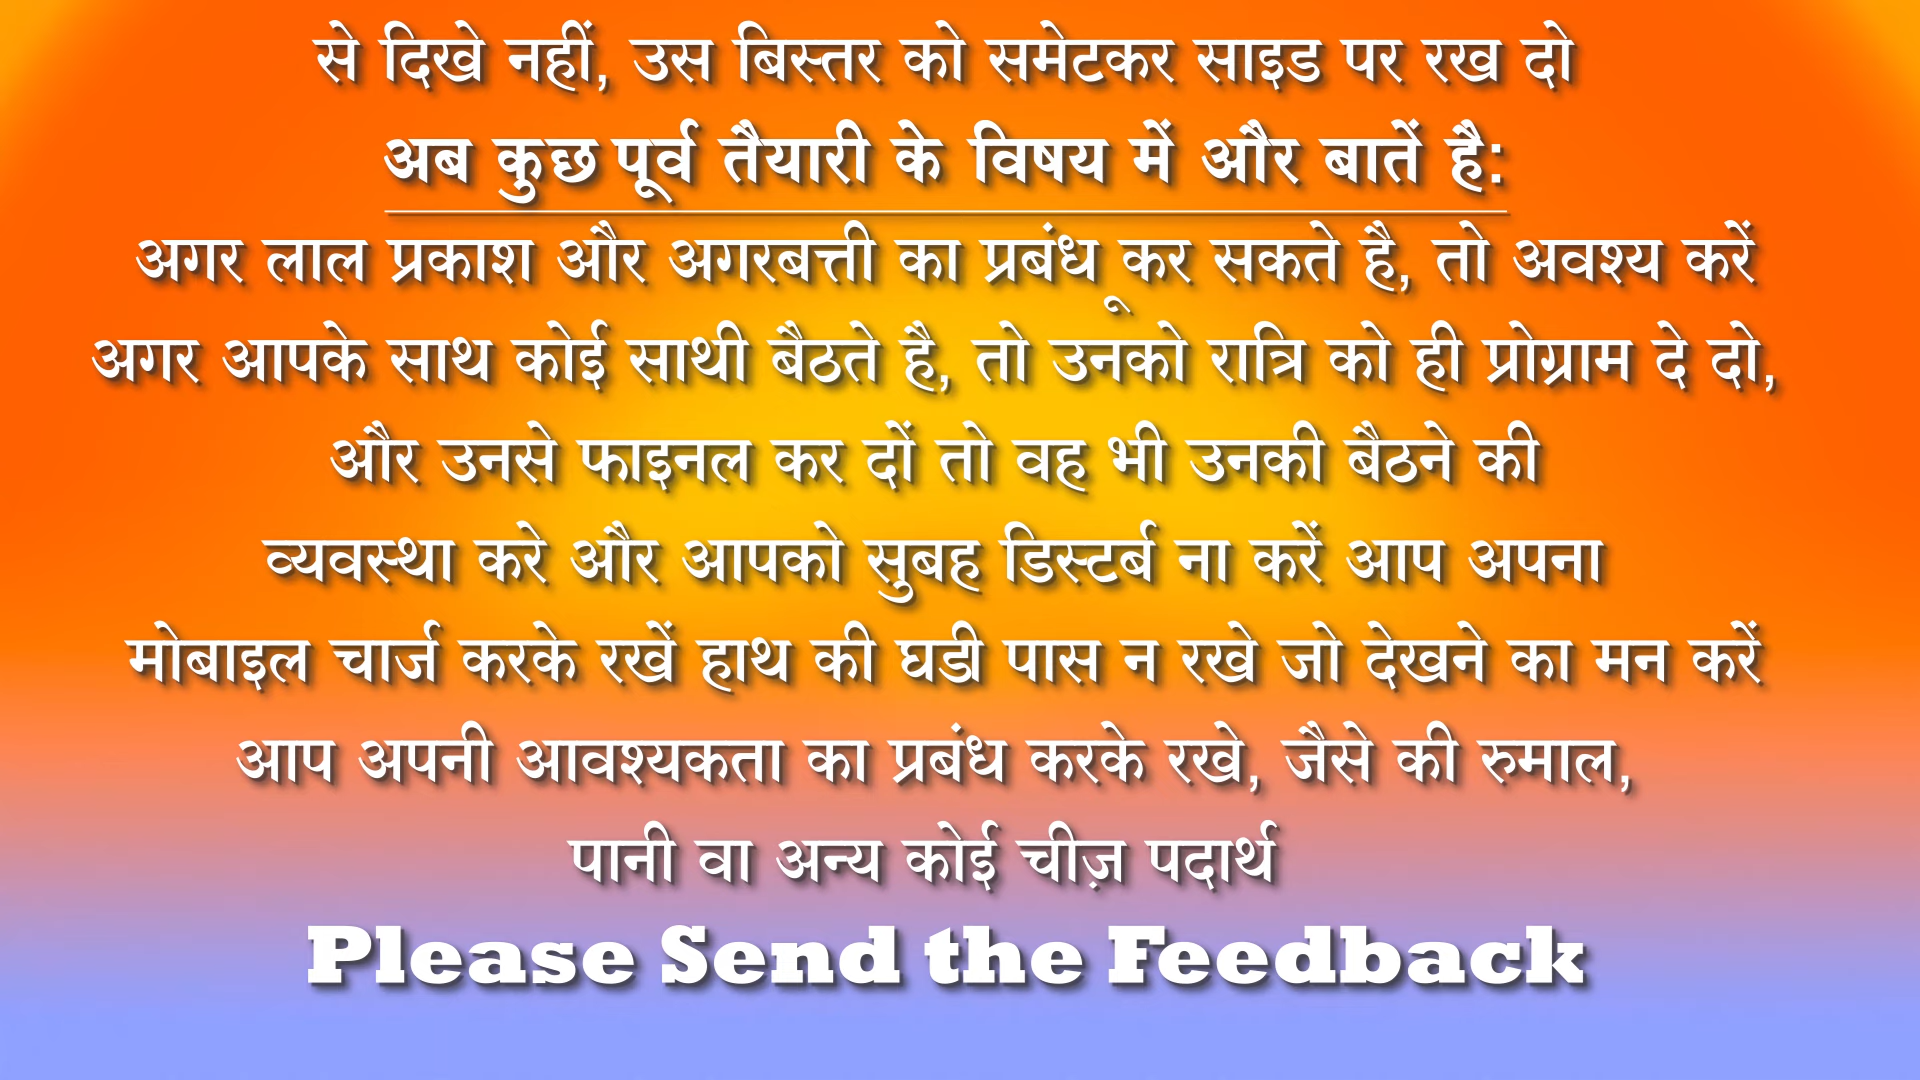 से दिखे नहीं, उस बिस्तर को समेटकर साइड पर रख दो
अब कुछ पूर्व तैयारी के विषय में और बातें है:
अगर लाल प्रकाश और अगरबत्ती का प्रबंध कर सकते है, तो अवश्य करें
अगर आपके साथ कोई साथी बैठते है, तो उनको रात्रि को ही प्रोग्राम दे दो,
और उनसे फाइनल कर दों तो वह भी उनकी बैठने की
व्यवस्था करे और आपको सुबह डिस्टर्ब ना करें आप अपना
मोबाइल चार्ज करके रखें हाथ की घडी पास न रखे जो देखने का मन करें
आप अपनी आवश्यकता का प्रबंध करके रखे, जैसे की रुमाल,
पानी वा अन्य कोई चीज़ पदार्थ
Please Send the Feedback